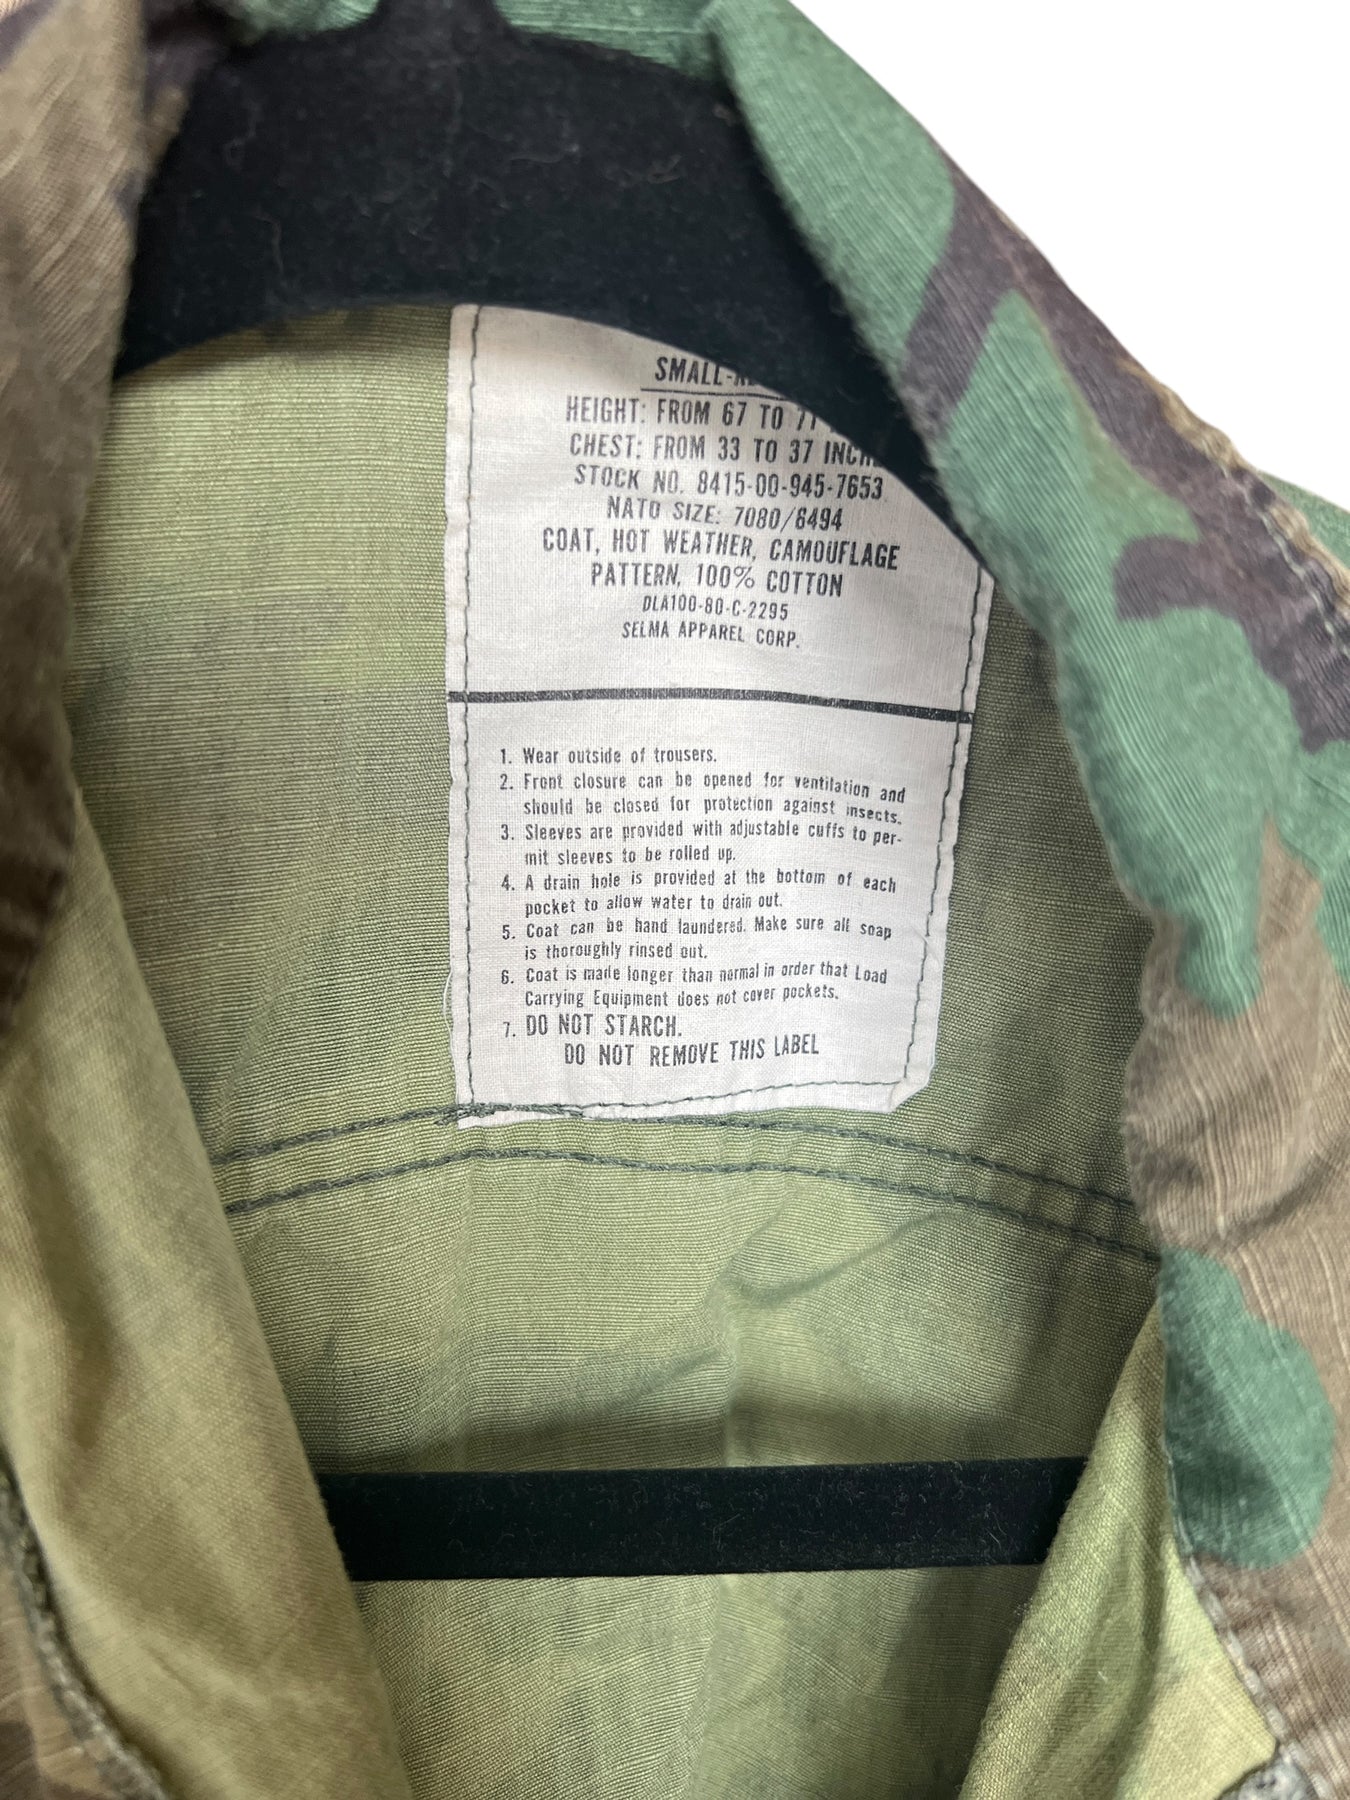 SMALL-
HEIGHT: FROM 67 TO 71
CHEST: FROM 33 TO 37
STOCK NO. 8415-00-945-7653
NATO SIZE: 7080/6494
COAT, HOT WEATHER, CAMOUFLAGE
PATTERN, 100% COTTON
DLA100-80-C-2295
SELMA APPAREL CORP.
1. Wear outside of trousers.
2. Front closure can be opened for ventilation and
should be closed for protection against insects.
3. Sleeves are provided with adjustable cuffs to per-
mit sleeves to be rolled up.
4. A drain hole is provided at the bottom of each
pocket to allow water to drain out.
5. Coat can be hand laundered. Make sure all soap
is thoroughly rinsed out.
6. Coat is made longer than normal in order that Load
Carrying Equipment does not cover pockets.
7. DO NOT STARCH.
DO NOT REMOVE THIS LABEL